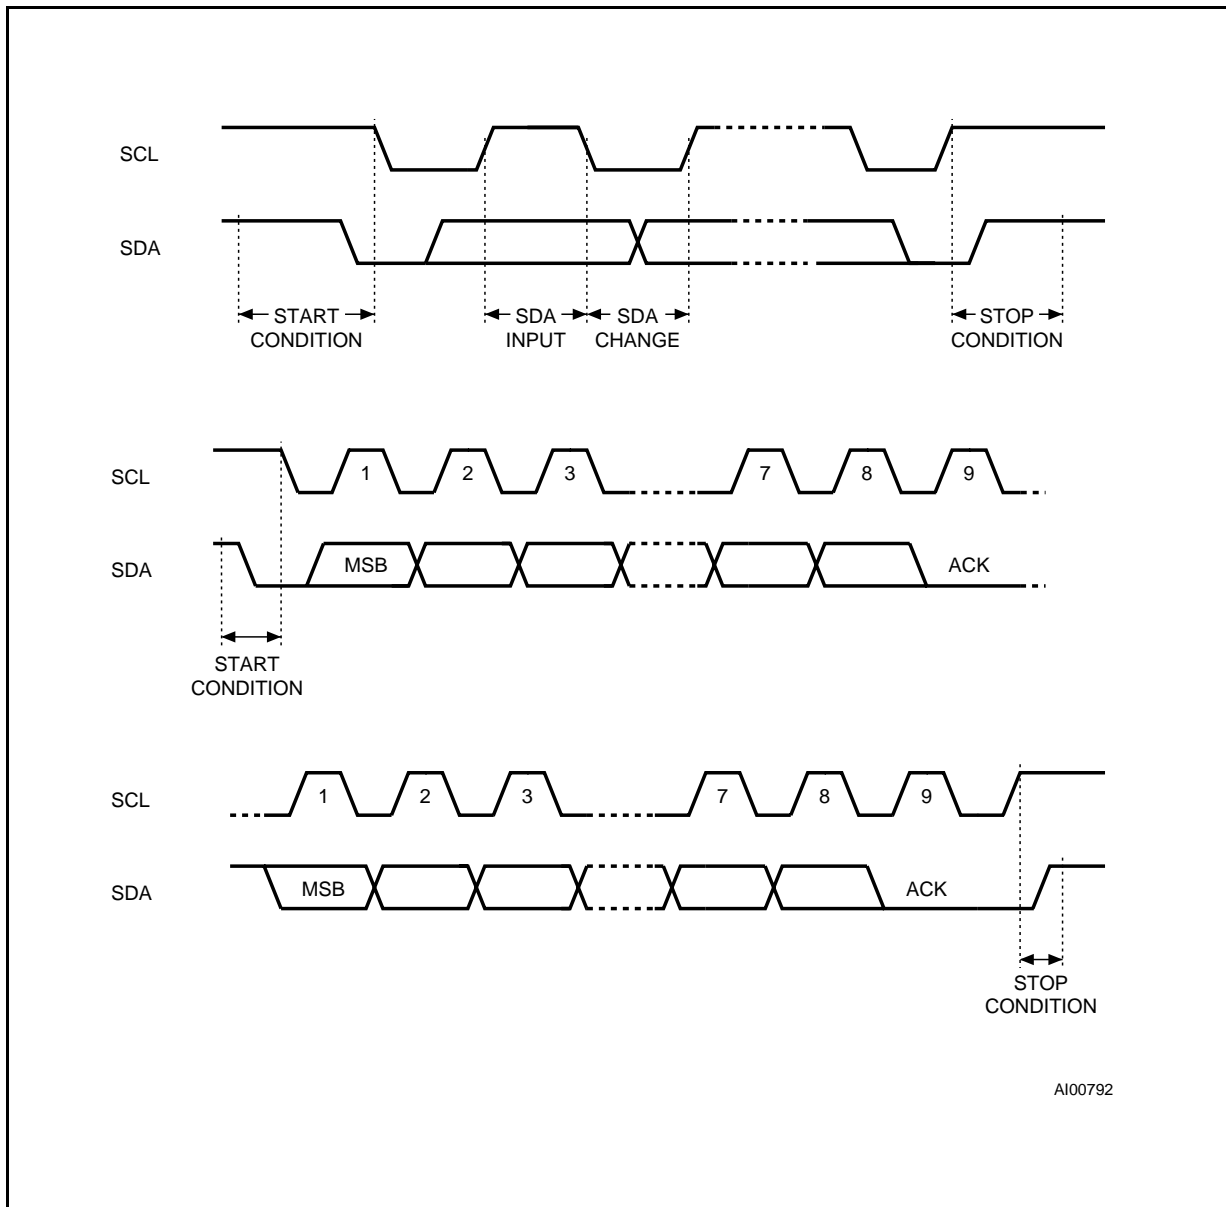 SCL
SDA
START
CONDITION
SDA
INPUT
SDA
CHANGE
STOP
CONDITION
SCL
1 2 3 7 8 9
SDA
MSB ACK
START
CONDITION
SCL
1 2 3 7 8 9
SDA
MSB ACK
STOP
CONDITION
AI00792